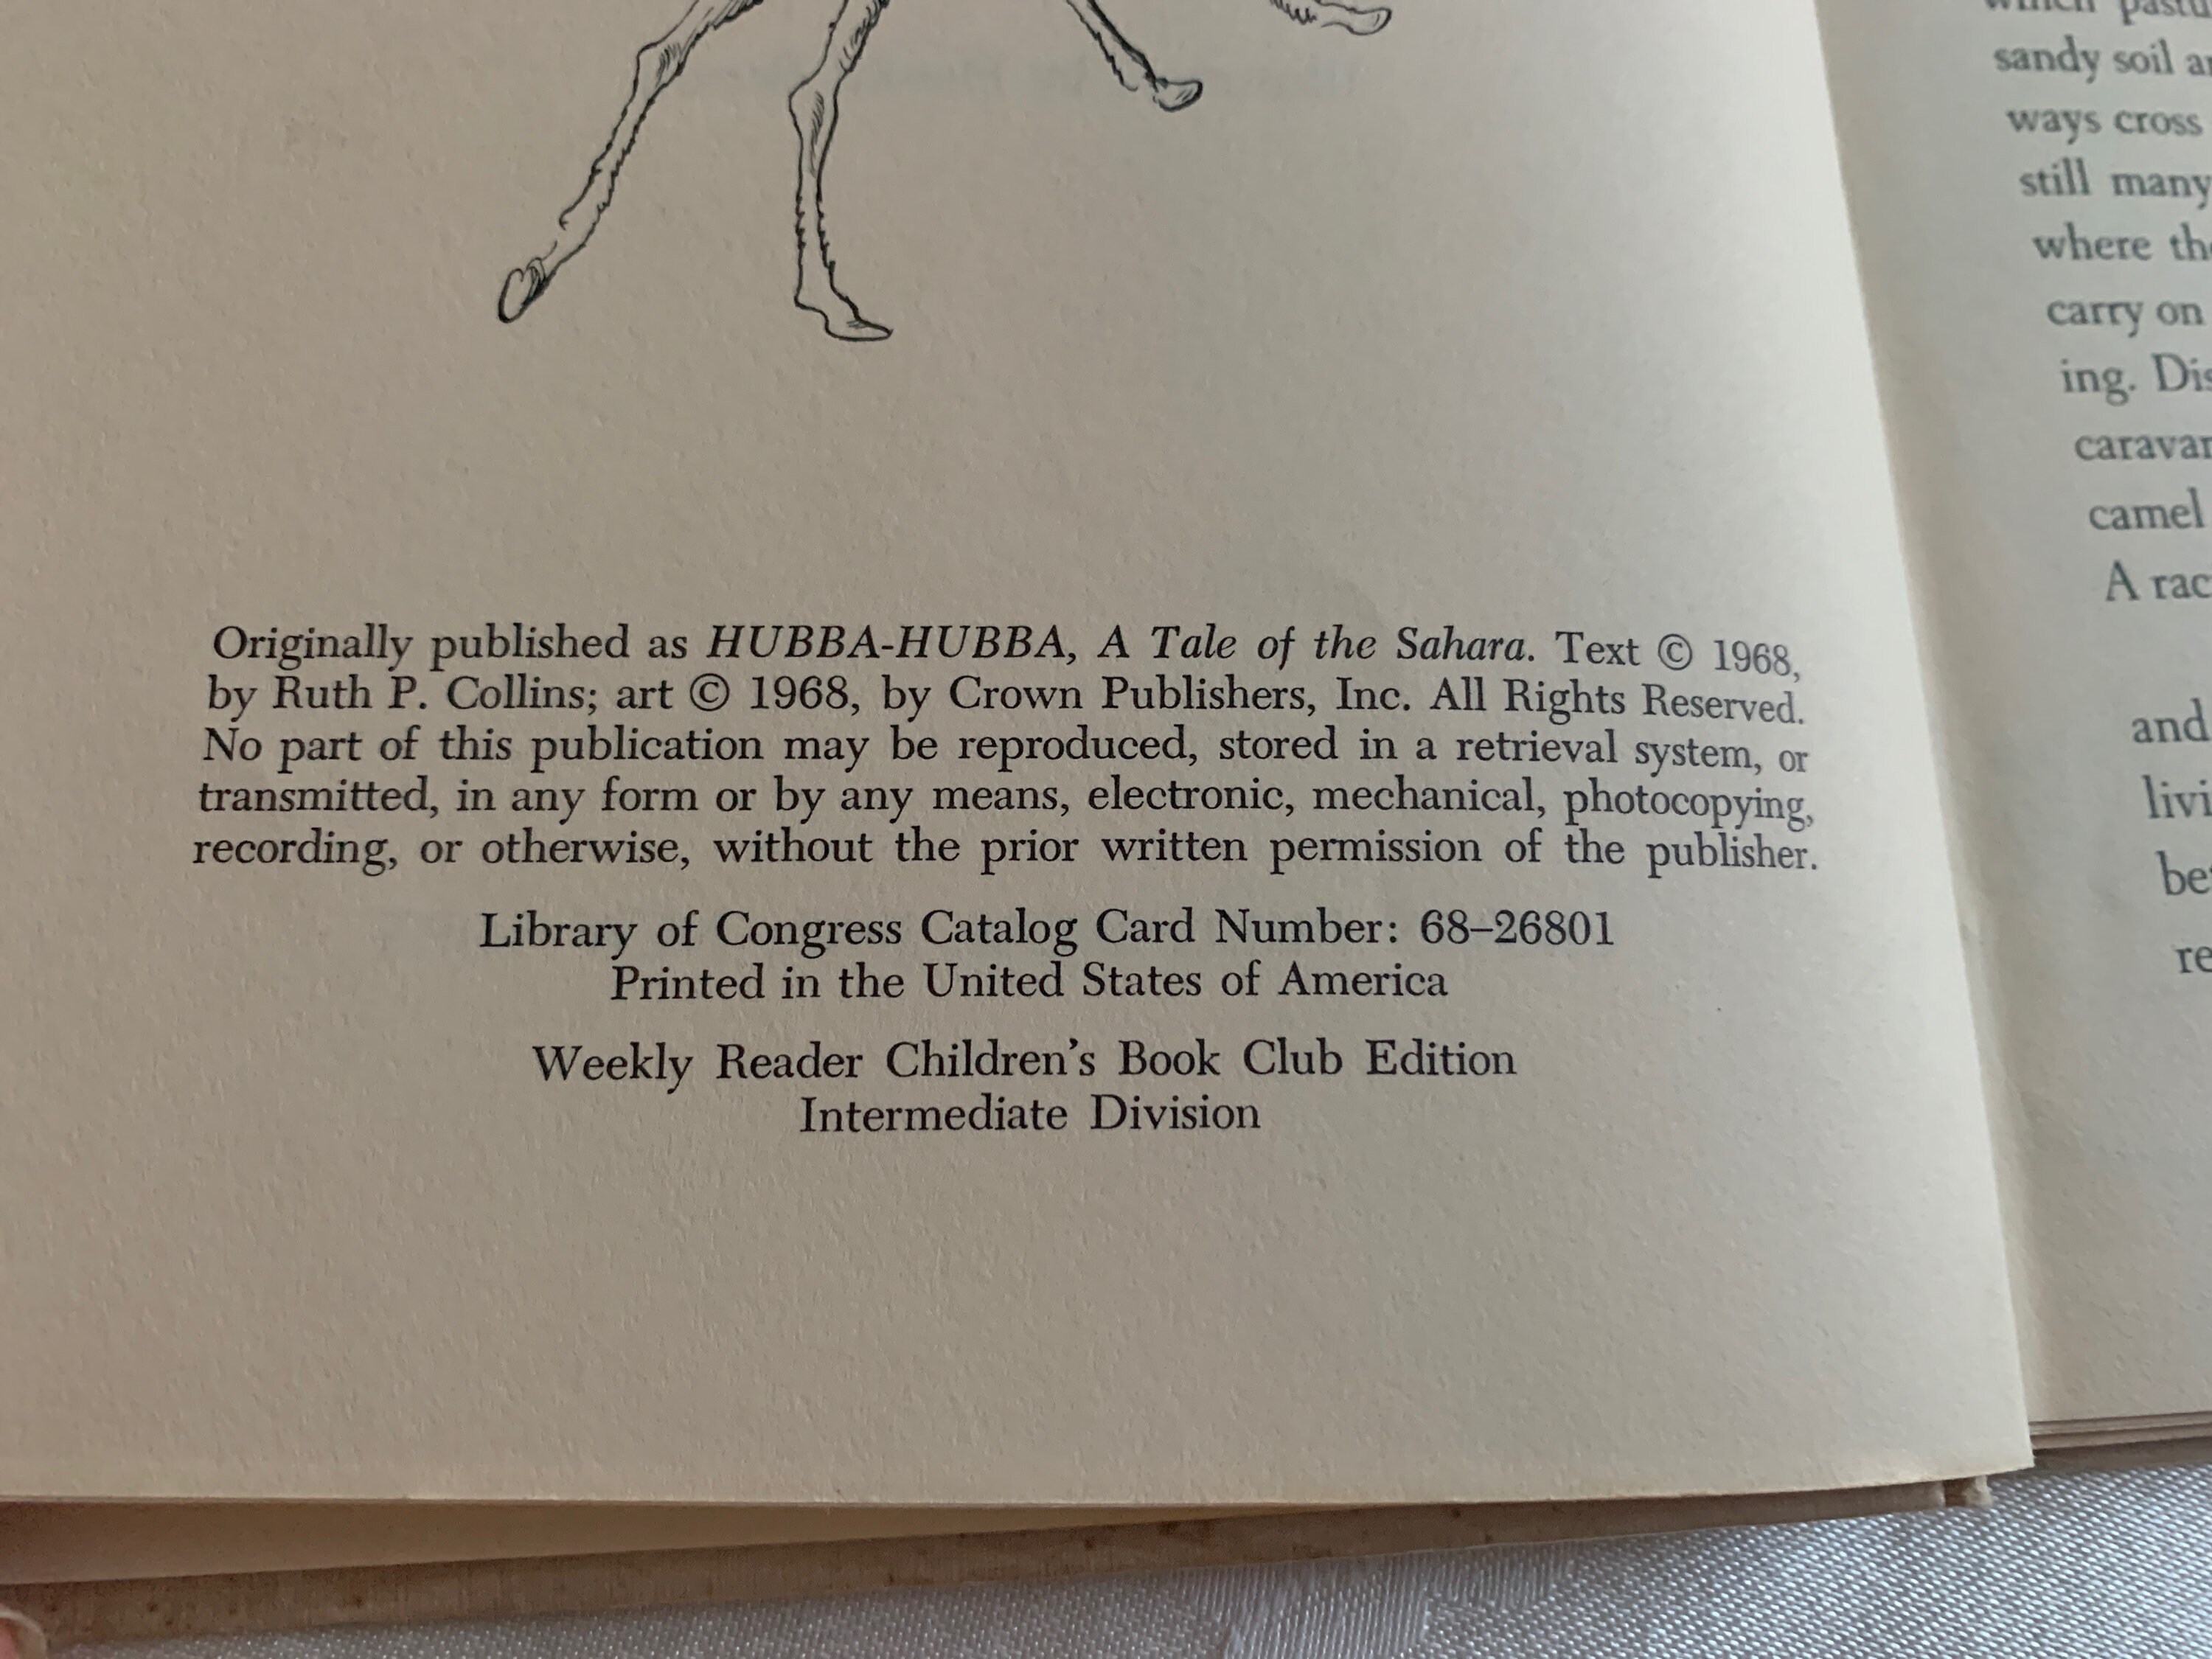 Originally published as HUBBA-HUBBA, A Tale of the Sahara. Text © 1968,
by Ruth P. Collins; art © 1968, by Crown Publishers, Inc. All Rights Reserved.
No part of this publication may be reproduced, stored in a retrieval system, or
transmitted, in any form or by any means, electronic, mechanical, photocopying,
recording, or otherwise, without the prior written permission of the publisher.
Library of Congress Catalog Card Number: 68–26801
Printed in the United States of America
Weekly Reader Children's Book Club Edition
Intermediate Division
which
sandy soil
ways cross
still many
where
carry on
ing.
camel
A
and